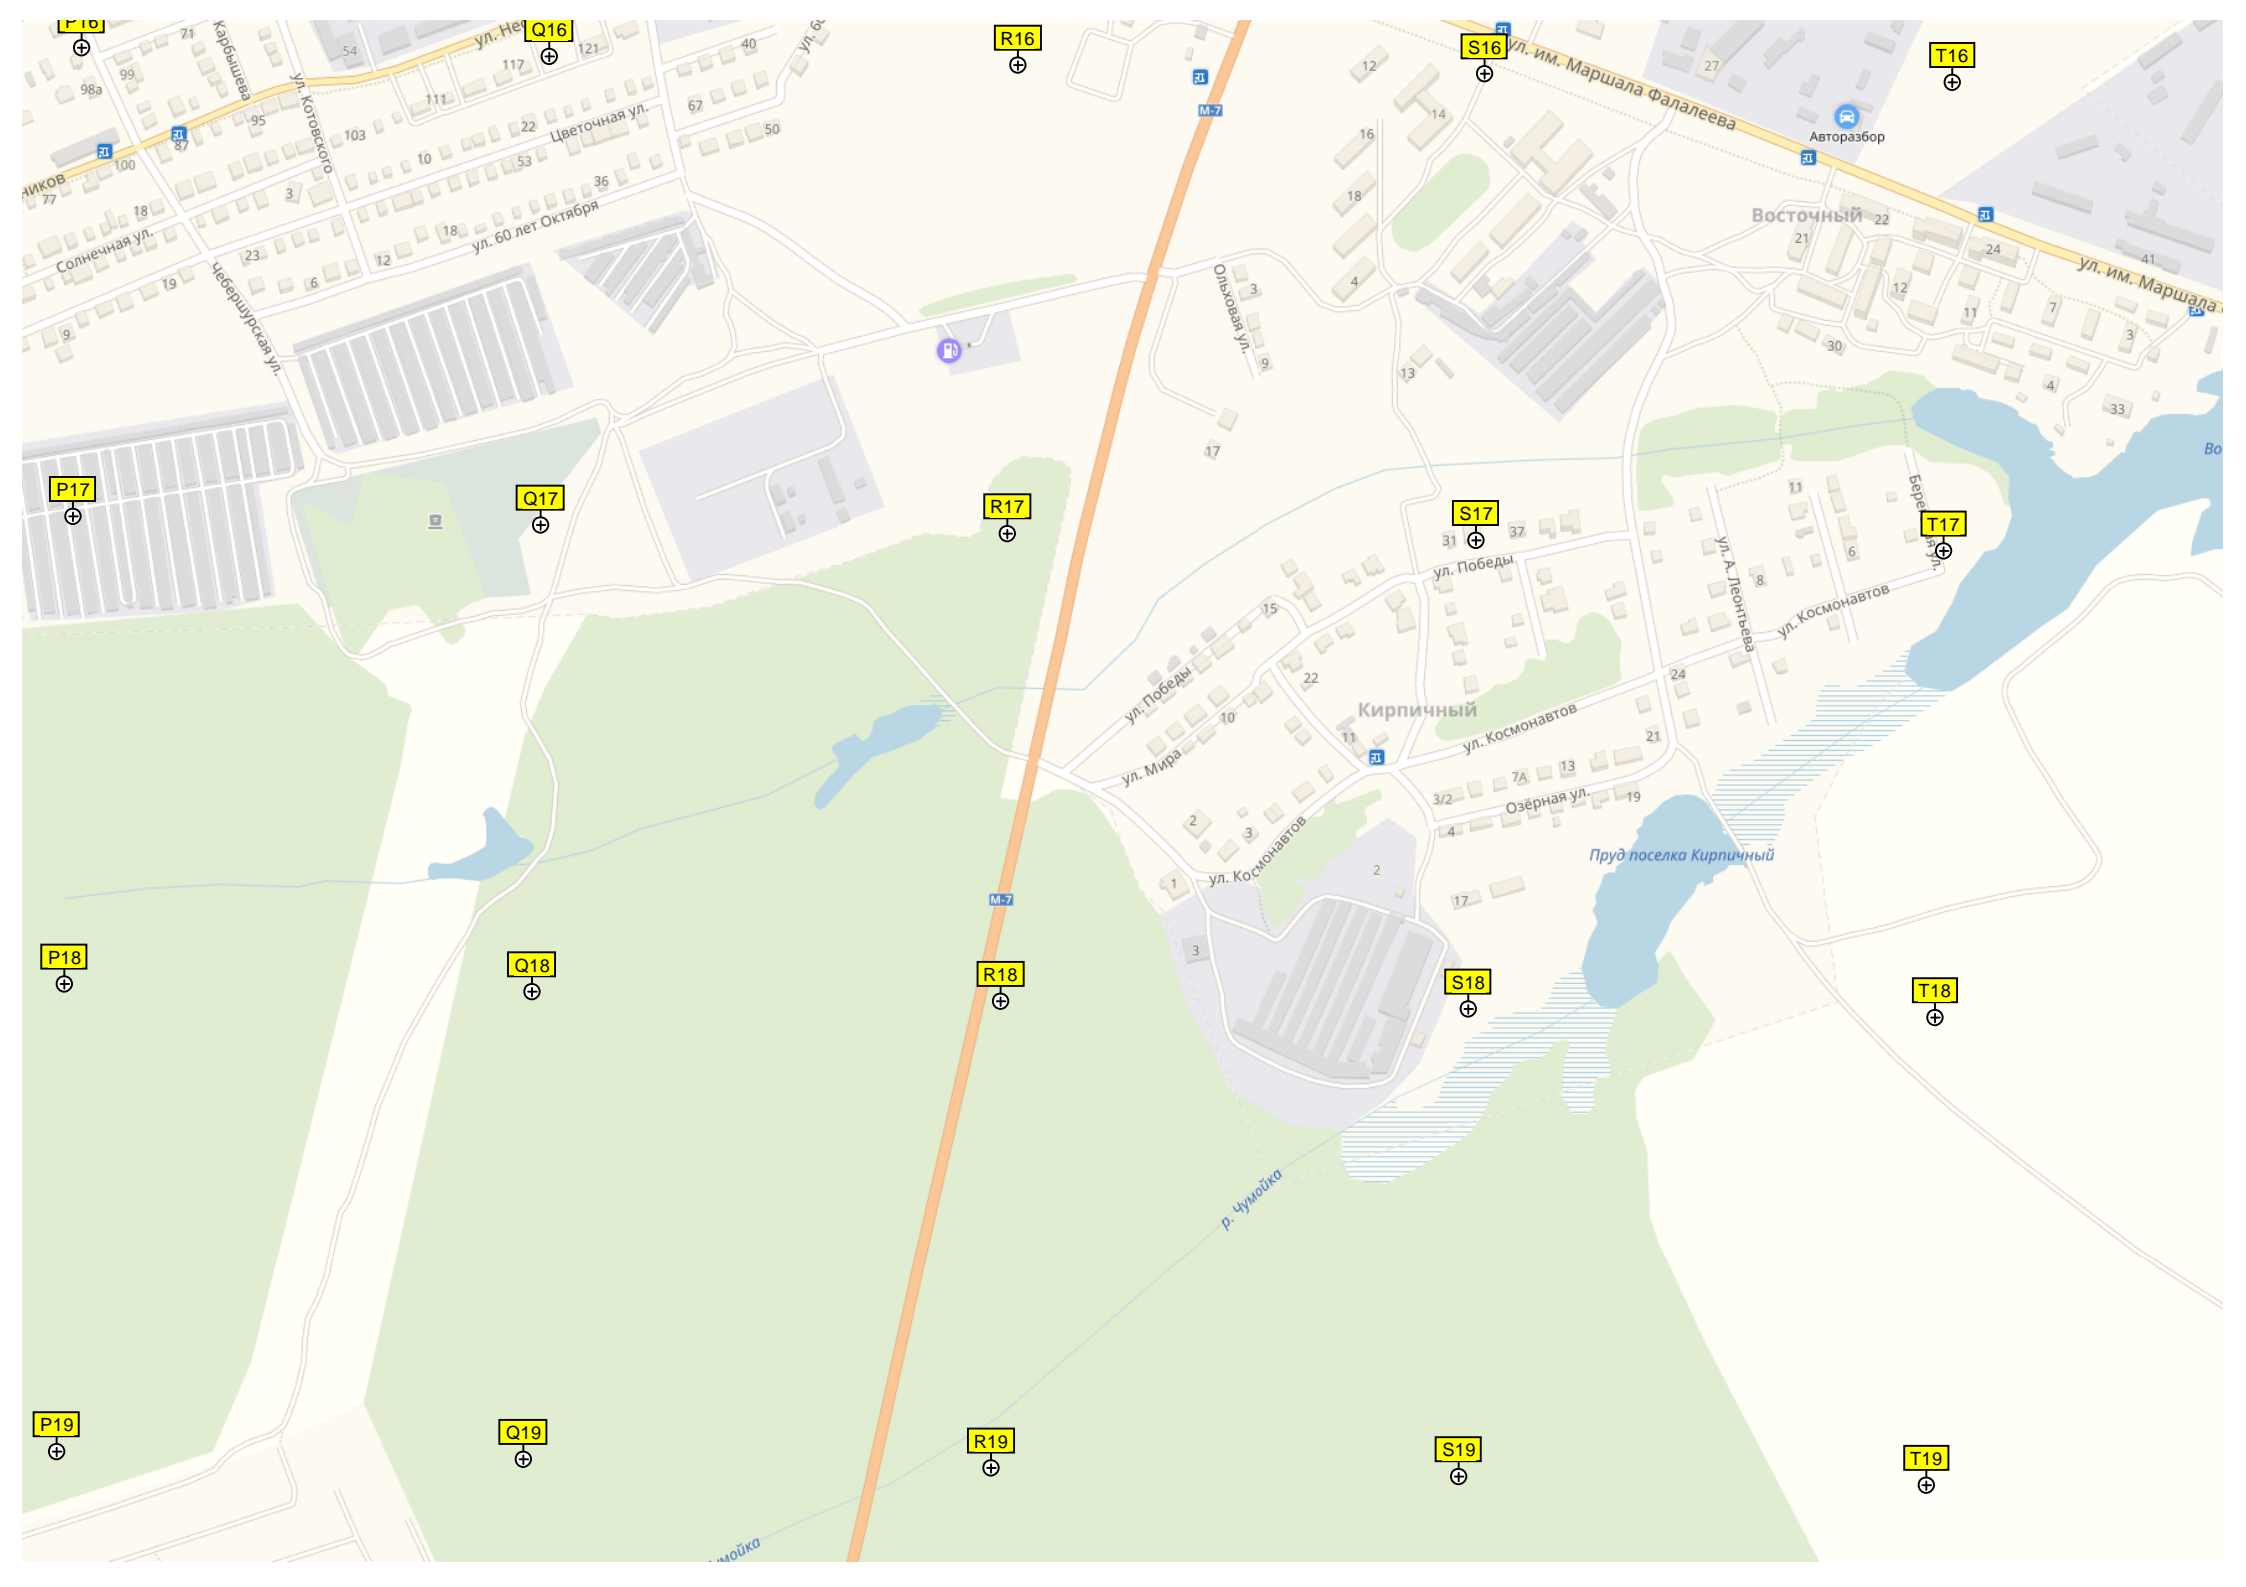 P16
Q16
R16
S16
T16
71
54
121
117
111
99
98а
Карбышева
ул. Котовского
40
67
50
12
14
27
ул. им. Маршала Фалалеева
М-7
Авторазбор
95
87
100
77
103
22
Цветочная ул.
10
53
16
18
3
36
18
18
ул. 60 лет Октября
Солнечная ул.
23
12
6
19
9
Чебершурская ул.
Восточный
22
21
24
41
ул. им. Маршала
12
11
7
3
30
4
33
Ольховая ул.
3
4
9
13
17
P17
Q17
R17
S17
T17
31
37
ул. Победы
11
6
8
ул. А. Леонтьева
ул. Космонавтов
15
22
24
ул. Победы
10
Кирпичный
11
ул. Космонавтов
21
ул. Мира
7А
13
3/2
Озёрная ул.
19
4
2
3
ул. Космонавтов
Пруд поселка Кирпичный
2
1
17
М-7
3
P18
Q18
R18
S18
T18
р. Чумойка
P19
Q19
R19
S19
T19